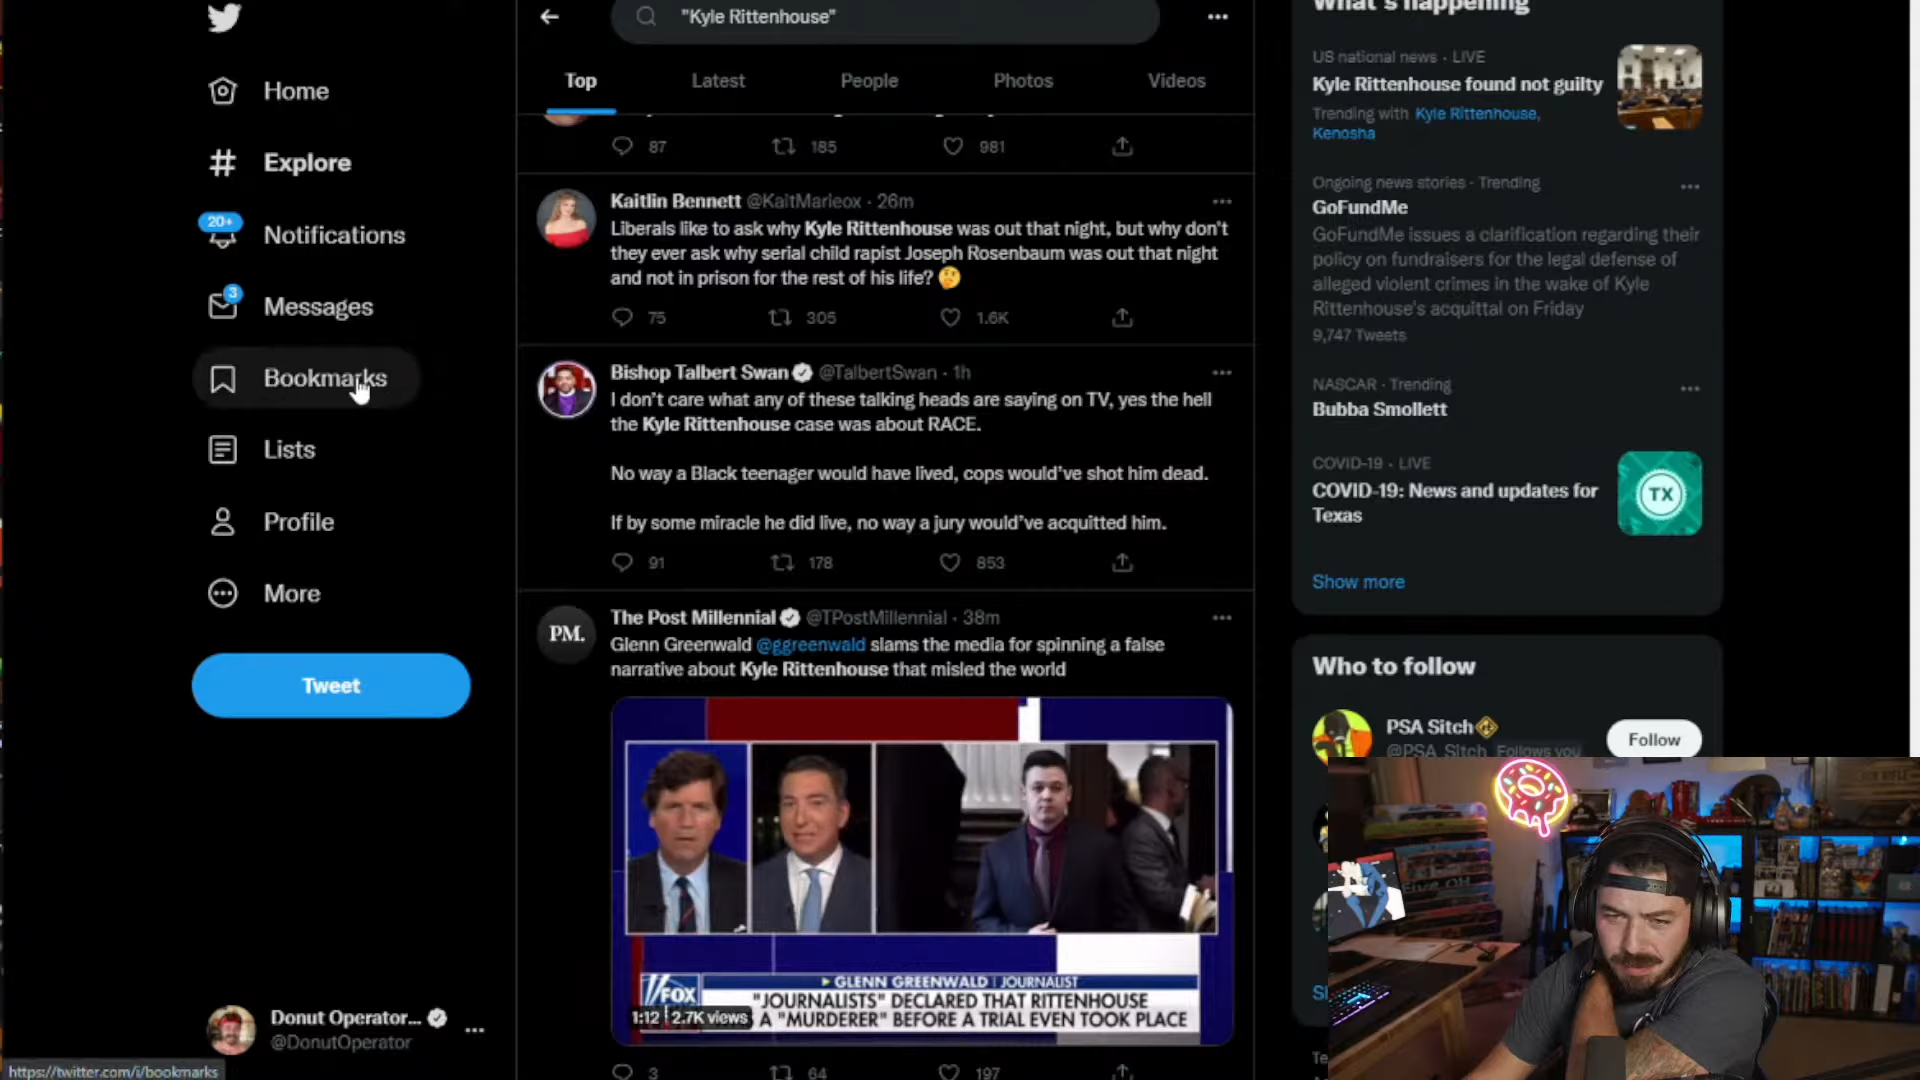 "Kyle Rittenhouse"
Top
Latest
People
Photos
Videos
87
185
981
Home
Explore
20+
Notifications
3
Messages
Bookmarks
Lists
Profile
More
Tweet
Donut Operator...
@DonutOperator
https://twitter.com/i/bookmarks
Kaitlin Bennett @KaitMarieox · 26m
Liberals like to ask why Kyle Rittenhouse was out that night, but why don't
they ever ask why serial child rapist Joseph Rosenbaum was out that night
and not in prison for the rest of his life? 🤔
75
305
1.6K
Bishop Talbert Swan @TalbertSwan · 1h
I don't care what any of these talking heads are saying on TV, yes the hell
the Kyle Rittenhouse case was about RACE.
No way a Black teenager would have lived, cops would've shot him dead.
If by some miracle he did live, no way a jury would've acquitted him.
91
178
853
PM.
The Post Millennial @TPostMillennial · 38m
Glenn Greenwald @ggreenwald slams the media for spinning a false
narrative about Kyle Rittenhouse that misled the world
FOX
GLENN GREENWALD | JOURNALIST
"JOURNALISTS" DECLARED THAT RITTENHOUSE
A "MURDERER" BEFORE A TRIAL EVEN TOOK PLACE
1:12 2.7K views
3
64
197
What's happening
US national news · LIVE
Kyle Rittenhouse found not guilty
Trending with Kyle Rittenhouse,
Kenosha
Ongoing news stories · Trending
GoFundMe
GoFundMe issues a clarification regarding their
policy on fundraisers for the legal defense of
alleged violent crimes in the wake of Kyle
Rittenhouse's acquittal on Friday
9,747 Tweets
NASCAR · Trending
Bubba Smollett
COVID-19 · LIVE
COVID-19: News and updates for
Texas
TX
Show more
Who to follow
PSA Sitch
@PSA_Sitch Follows you
Follow